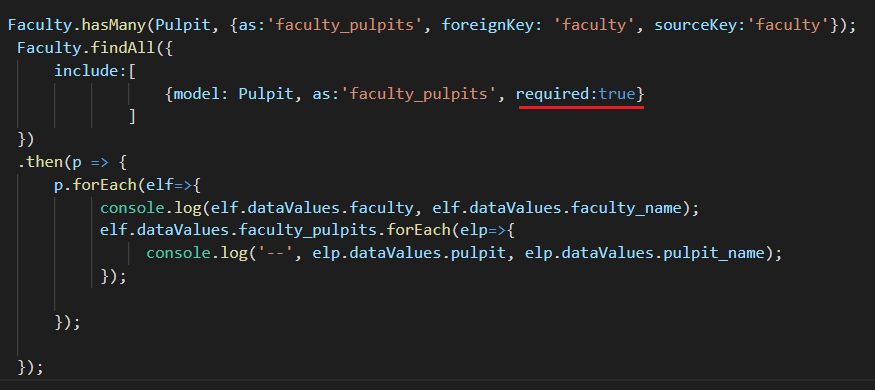 Faculty.hasMany(Pulpit, {as:'faculty_pulpits', foreignKey: 'faculty', sourceKey:'faculty'});
Faculty.findAll({
include:[
{model: Pulpit, as:'faculty_pulpits', required:true}
]
})
.then(p => {
p.forEach(elf=>{
console.log(elf.dataValues.faculty, elf.dataValues.faculty_name);
elf.dataValues.faculty_pulpits.forEach(elp=>{
console.log('--', elp.dataValues.pulpit, elp.dataValues.pulpit_name);
});
});
});